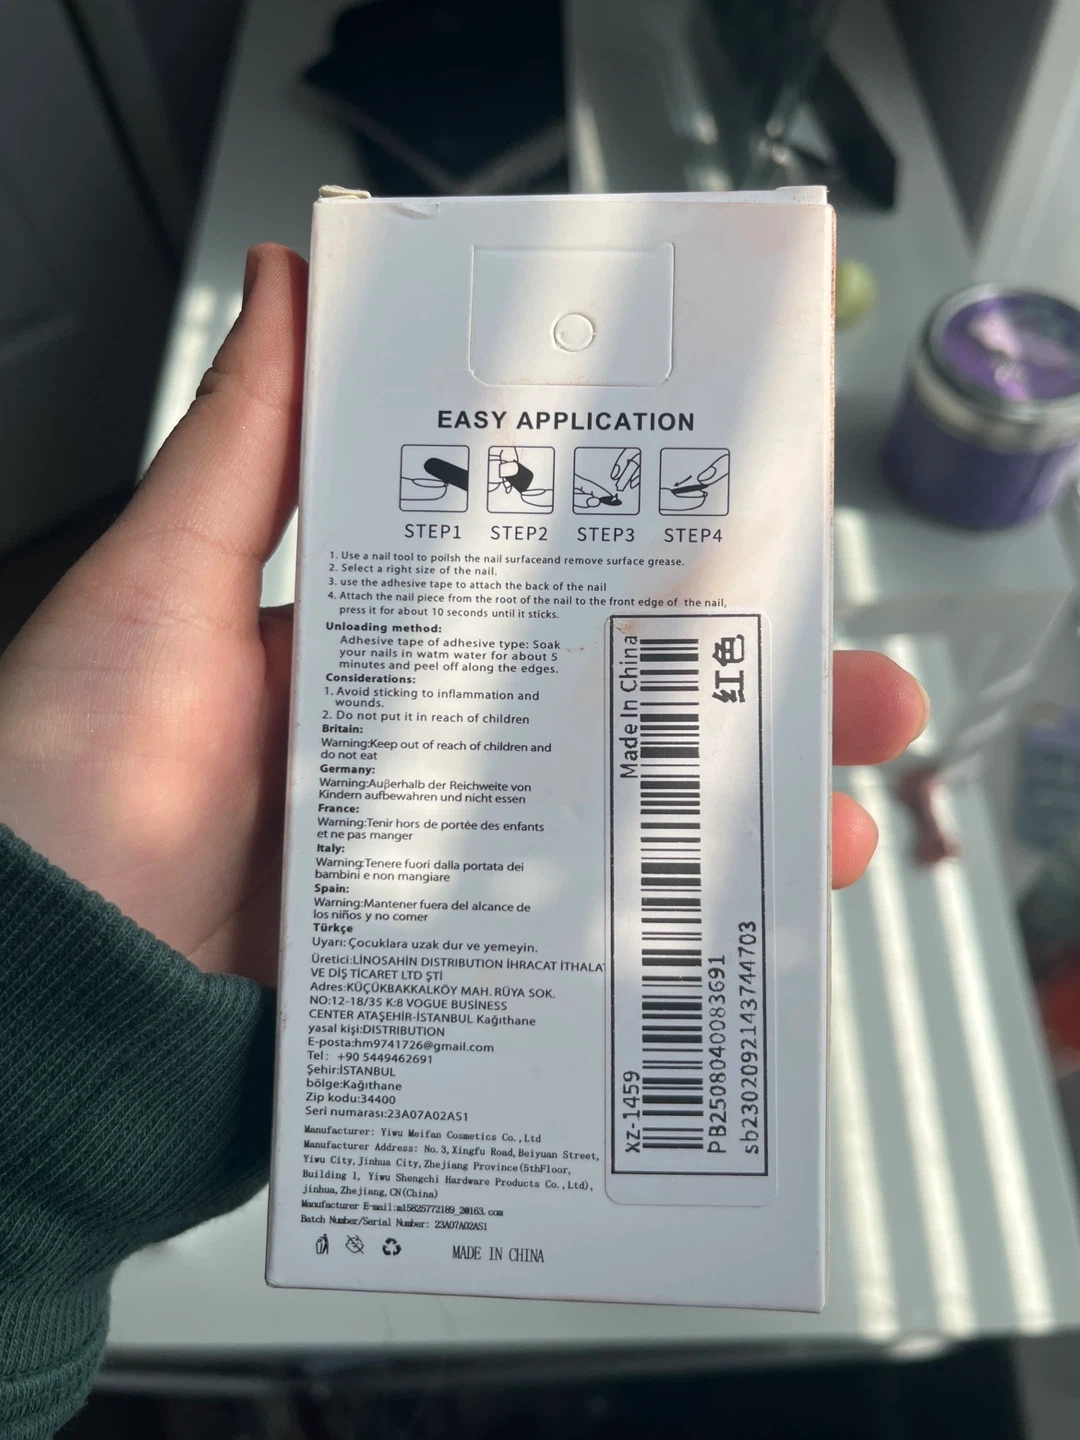 EASY APPLICATION
STEP1 STEP2 STEP3 STEP4
1. Use a nail tool to poilsh the nail surfaceand remove surface grease.
2. Select a right size of the nail.
3. use the adhesive tape to attach the back of the nail
4. Attach the nail piece from the root of the nail to the front edge of the nail,
press it for about 10 seconds until it sticks.
Unloading method:
Adhesive tape of adhesive type: Soak
your nails in watm water for about 5
minutes and peel off along the edges.
Considerations:
1. Avoid sticking to inflammation and
wounds.
2. Do not put it in reach of children
Britain:
Warning:Keep out of reach of children and
do not eat
Germany:
Warning:Außerhalb der Reichweite von
Kindern aufbewahren und nicht essen
France:
Warning:Tenir hors de portée des enfants
et ne pas manger
Italy:
Warning:Tenere fuori dalla portata dei
bambini e non mangiare
Spain:
Warning:Mantener fuera del alcance de
los niños y no comer
Türkçe
Uyarı: Çocuklara uzak dur ve yemeyin.
Üretici:LİNOSAHİN DISTRIBUTION İHRACAT İTHALA
VE DİŞ TİCARET LTD ŞTİ
Adres:KÜÇÜKBAKKALKÖY MAH. RÜYA SOK.
NO:12-18/35 K:8 VOGUE BUSİNESS
CENTER ATAŞEHİR-İSTANBUL Kağıthane
yasal kişi:DISTRIBUTION
E-posta:hm9741726@gmail.com
Tel: +90 5449462691
Şehir:İSTANBUL
bölge:Kağıthane
Zip kodu:34400
Seri numarası:23A07A02AS1
Manufacturer: Yiwu Meifan Cosmetics Co.,Ltd
Manufacturer Address: No.3,Xingfu Road,Beiyuan Street,
Yiwu City,Jinhua City,Zhejiang Province(5thFloor,
Building 1, Yiwu Shengchi Hardware Products Co.,Ltd),
jinhua,Zhejiang,CN(China)
Manufacturer E-mail:ml5825772189_2@163.com
Batch Number/Serial Number: 23A07A02AS1
MADE IN CHINA
xz-1459 Made In China
PB2508040083691 红色
sb2302092143744703